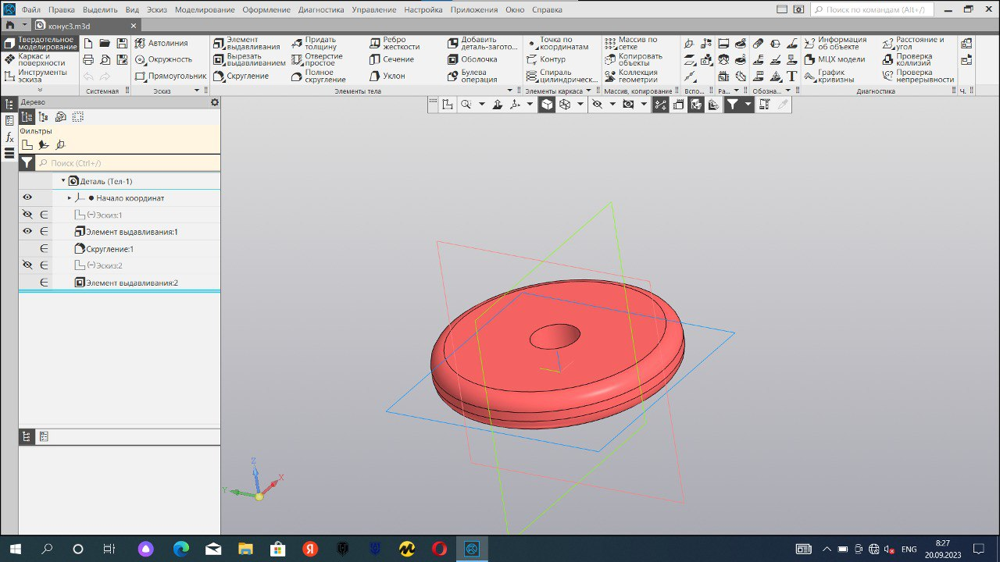 Файл Правка Выделить Вид Эскиз Моделирование Оформление Диагностика Управление Настройка Приложения Окно Справка
Поиск по командам (Alt+/)
конус3.m3d
Твердотельное моделирование
Каркас и поверхности
Инструменты эскиза
Системная
Автолиния
Окружность
Прямоугольник
Эскиз
Элемент выдавливания
Вырезать выдавливанием
Скругление
Придать толщину
Отверстие простое
Полное скругление
Ребро жесткости
Сечение
Уклон
Добавить деталь-загото...
Оболочка
Булева операция
Элементы тела
Точка по координатам
Контур
Спираль цилиндрическ...
Элементы каркаса
Массив по сетке
Копировать объекты
Коллекция геометрии
Массив, копирование
Вспо...
Ра...
Обозна...
Информация об объекте
МЦХ модели
График кривизны
Расстояние и угол
Проверка коллизий
Проверка непрерывности
Диагностика
Ч.
Дерево
Фильтры
Поиск (Ctrl+/)
Деталь (Тел-1)
Начало координат
(−)Эскиз:1
Элемент выдавливания:1
Скругление:1
(−)Эскиз:2
Элемент выдавливания:2
Z
X
Y
ENG
8:27
20.09.2023